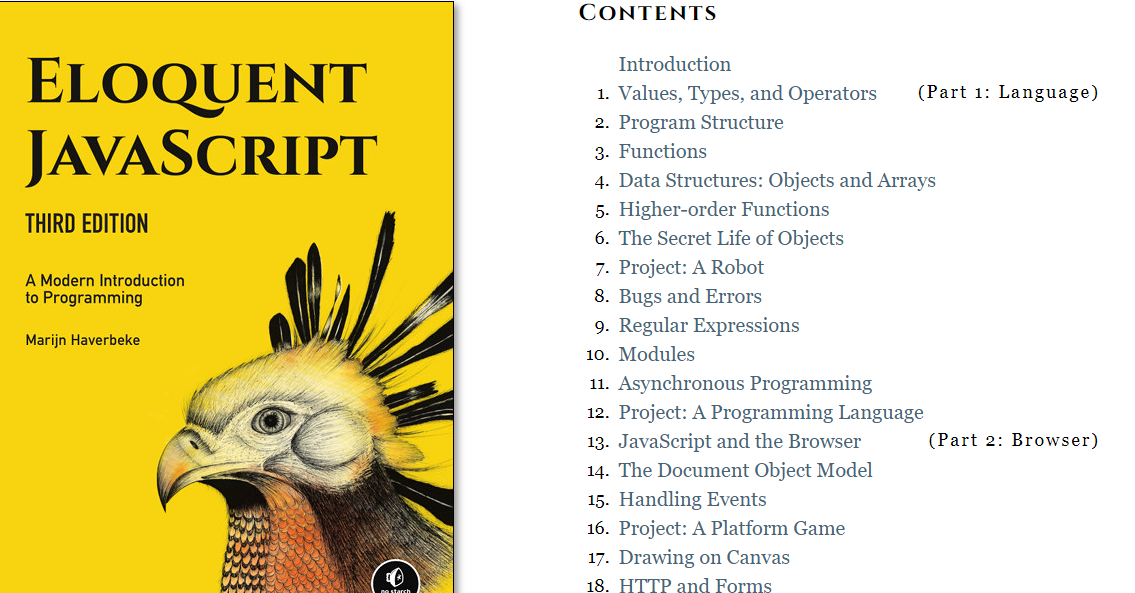 ELOQUENT
JAVASCRIPT
THIRD EDITION
A Modern Introduction
to Programming
Marijn Haverbeke
no starch
CONTENTS
Introduction
1. Values, Types, and Operators (Part 1: Language)
2. Program Structure
3. Functions
4. Data Structures: Objects and Arrays
5. Higher-order Functions
6. The Secret Life of Objects
7. Project: A Robot
8. Bugs and Errors
9. Regular Expressions
10. Modules
11. Asynchronous Programming
12. Project: A Programming Language
13. JavaScript and the Browser (Part 2: Browser)
14. The Document Object Model
15. Handling Events
16. Project: A Platform Game
17. Drawing on Canvas
18. HTTP and Forms